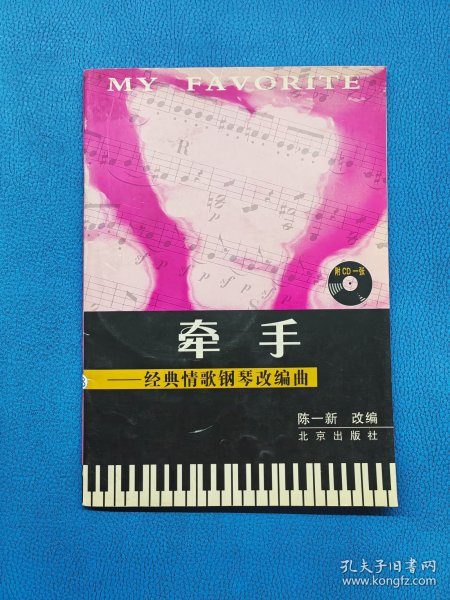 MY FAVORITE
附CD一张
牵手
——经典情歌钢琴改编曲
陈一新 改编
北京出版社
孔夫子旧书网
www.kongfz.com